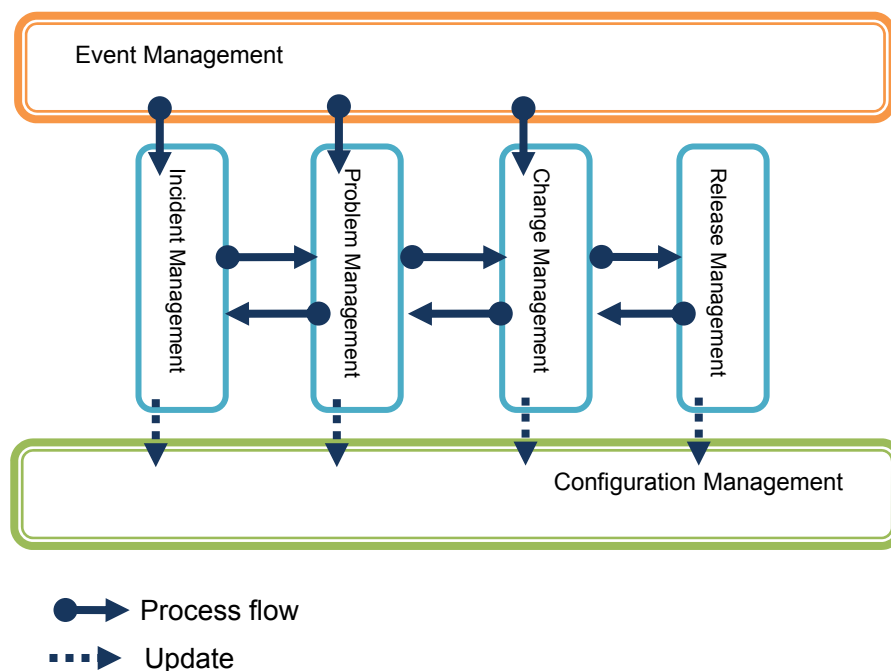 Event Management
Incident Management
Problem Management
Change Management
Release Management
Configuration Management
Process flow
Update